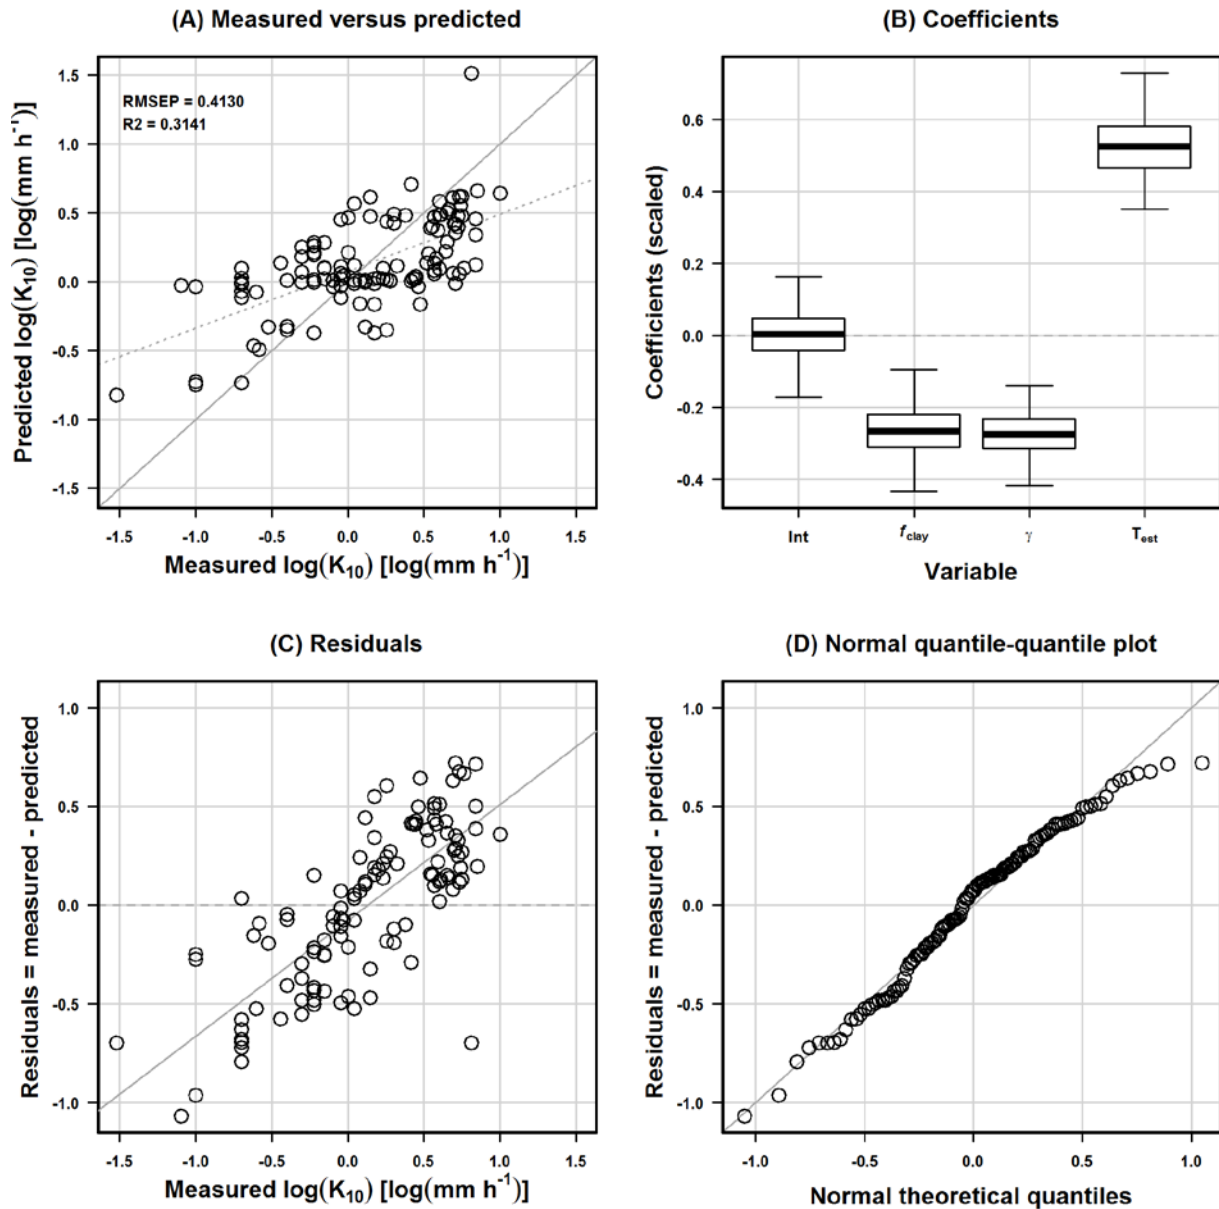 (A) Measured versus predicted
RMSEP = 0.4130
R2 = 0.3141
Predicted log(K₁₀) [log(mm h⁻¹)]
1.5
1.0
0.5
0.0
-0.5
-1.0
-1.5
-1.5 -1.0 -0.5 0.0 0.5 1.0 1.5
Measured log(K₁₀) [log(mm h⁻¹)]
(B) Coefficients
Coefficients (scaled)
0.6
0.4
0.2
0.0
-0.2
-0.4
Int f_clay γ T_est
Variable
(C) Residuals
Residuals = measured - predicted
1.0
0.5
0.0
-0.5
-1.0
-1.5 -1.0 -0.5 0.0 0.5 1.0 1.5
Measured log(K₁₀) [log(mm h⁻¹)]
(D) Normal quantile-quantile plot
Residuals = measured - predicted
1.0
0.5
0.0
-0.5
-1.0
-1.0 -0.5 0.0 0.5 1.0
Normal theoretical quantiles